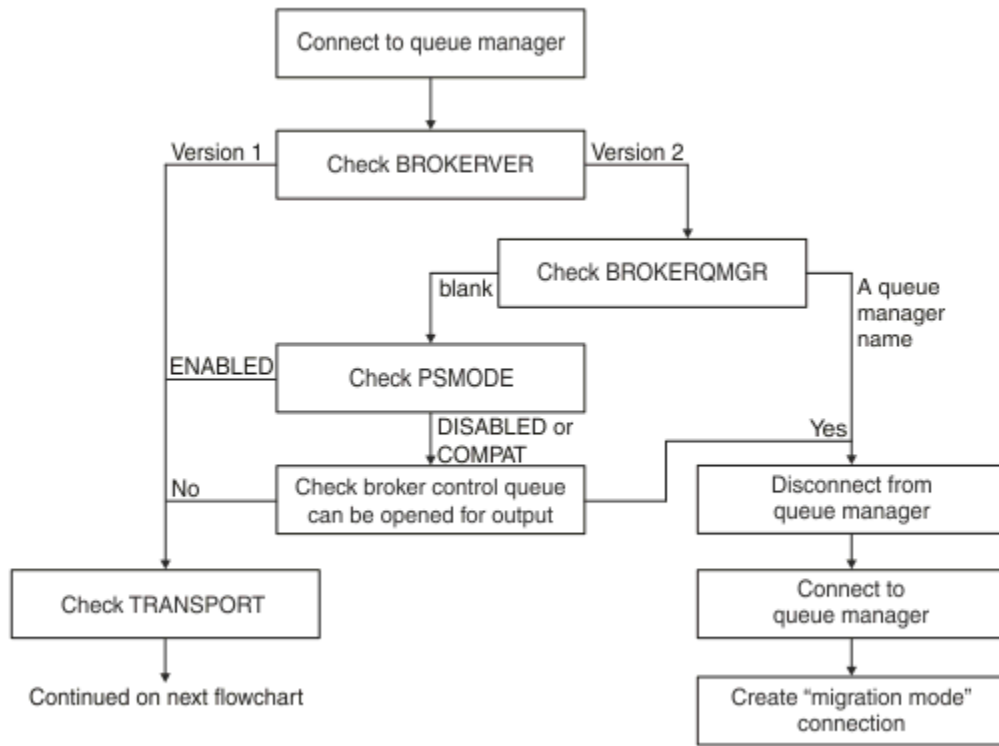 Connect to queue manager
Version 1
Check BROKERVER
Version 2
Check BROKERQMGR
blank
A queue
manager
name
ENABLED
Check PSMODE
DISABLED or
COMPAT
Yes
No
Check broker control queue
can be opened for output
Disconnect from
queue manager
Check TRANSPORT
Connect to
queue manager
Continued on next flowchart
Create “migration mode”
connection